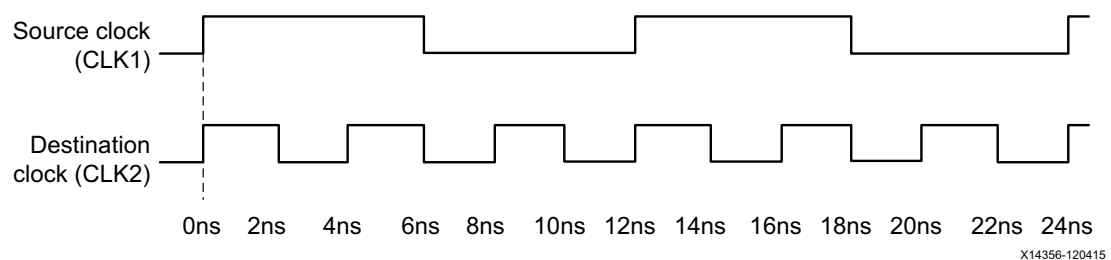 Source clock
(CLK1)
Destination
clock (CLK2)
0ns 2ns 4ns 6ns 8ns 10ns 12ns 14ns 16ns 18ns 20ns 22ns 24ns
X14356-120415